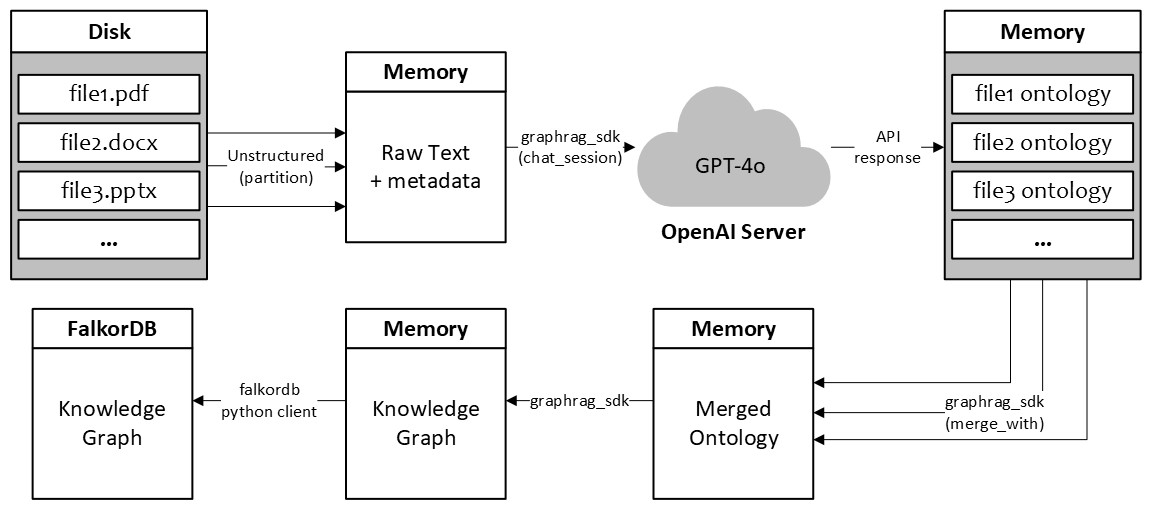 Disk
file1.pdf
file2.docx
file3.pptx
...
Unstructured
(partition)
Memory
Raw Text
+ metadata
graphrag_sdk
(chat_session)
GPT-4o
OpenAI Server
API
response
Memory
file1 ontology
file2 ontology
file3 ontology
...
graphrag_sdk
(merge_with)
Memory
Merged
Ontology
graphrag_sdk
Memory
Knowledge
Graph
falkordb
python client
FalkorDB
Knowledge
Graph